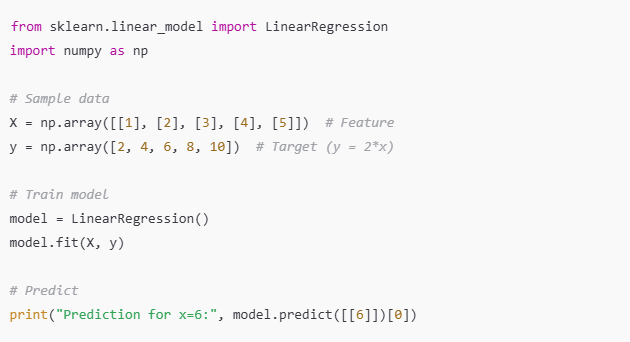 from sklearn.linear_model import LinearRegression
import numpy as np
# Sample data
X = np.array([[1], [2], [3], [4], [5]])  # Feature
y = np.array([2, 4, 6, 8, 10])  # Target (y = 2*x)
# Train model
model = LinearRegression()
model.fit(X, y)
# Predict
print("Prediction for x=6:", model.predict([[6]])[0])